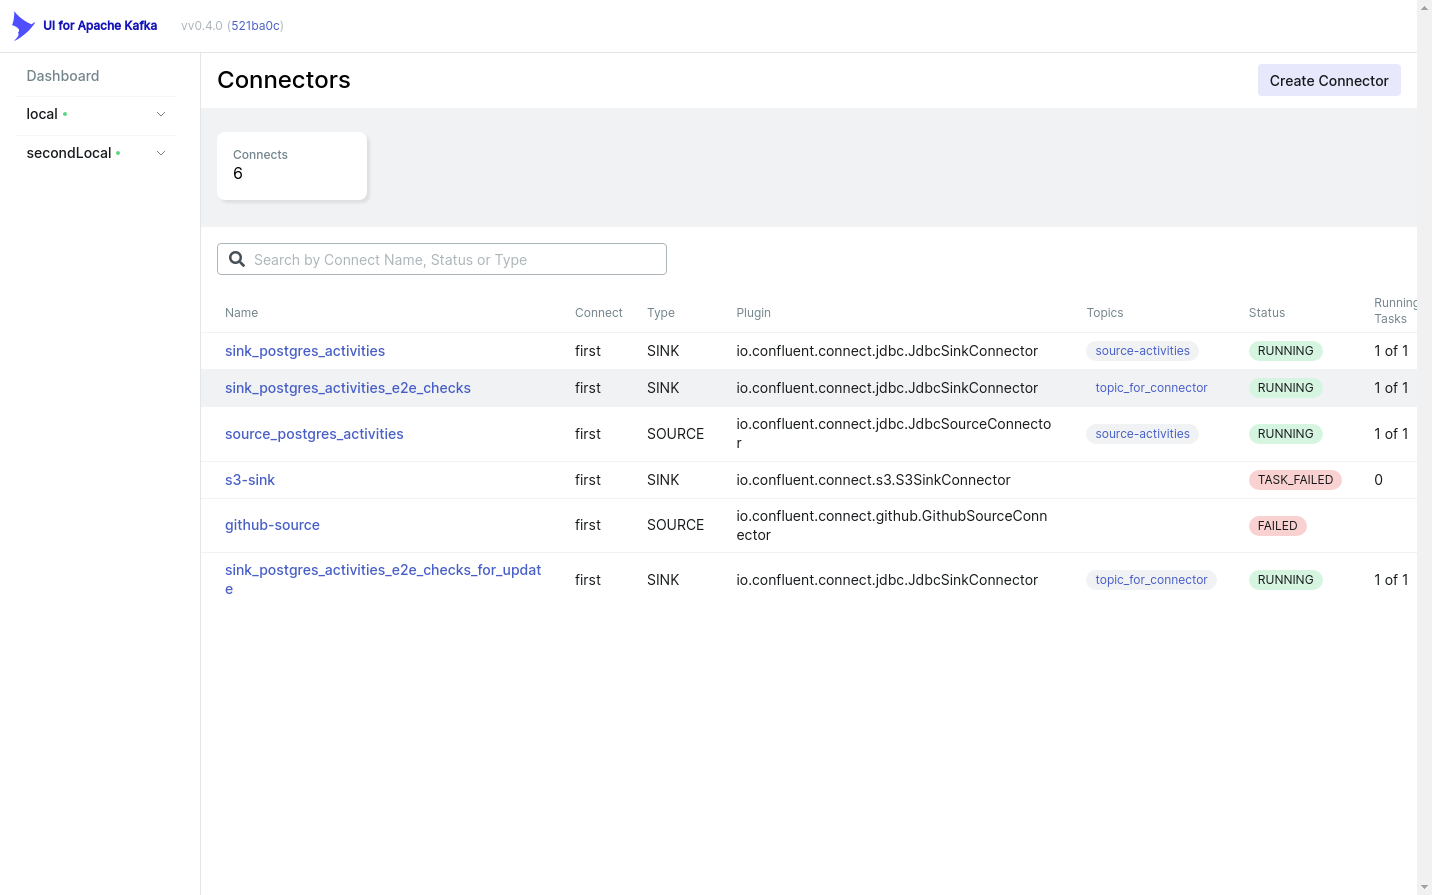 UI for Apache Kafka
vv0.4.0 (521ba0c)
Dashboard
local
secondLocal
Connectors
Create Connector
Connects
6
Search by Connect Name, Status or Type
Name Connect Type Plugin Topics Status Running
Tasks
sink_postgres_activities first SINK io.confluent.connect.jdbc.JdbcSinkConnector source-activities RUNNING 1 of 1
sink_postgres_activities_e2e_checks first SINK io.confluent.connect.jdbc.JdbcSinkConnector topic_for_connector RUNNING 1 of 1
source_postgres_activities first SOURCE io.confluent.connect.jdbc.JdbcSourceConnecto
r source-activities RUNNING 1 of 1
s3-sink first SINK io.confluent.connect.s3.S3SinkConnector TASK_FAILED 0
github-source first SOURCE io.confluent.connect.github.GithubSourceConn
ector FAILED
sink_postgres_activities_e2e_checks_for_updat
e first SINK io.confluent.connect.jdbc.JdbcSinkConnector topic_for_connector RUNNING 1 of 1